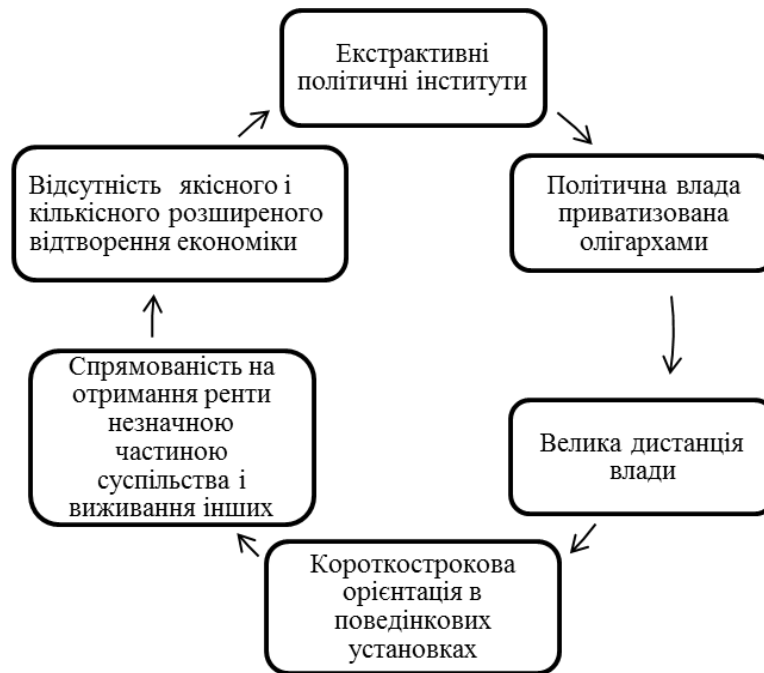 Екстрактивні
політичні інститути
Політична влада
приватизована
олігархами
Велика дистанція
влади
Короткострокова
орієнтація в
поведінкових
установках
Спрямованість на
отримання ренти
незначною
частиною
суспільства і
виживання інших
Відсутність якісного і
кількісного розширеного
відтворення економіки